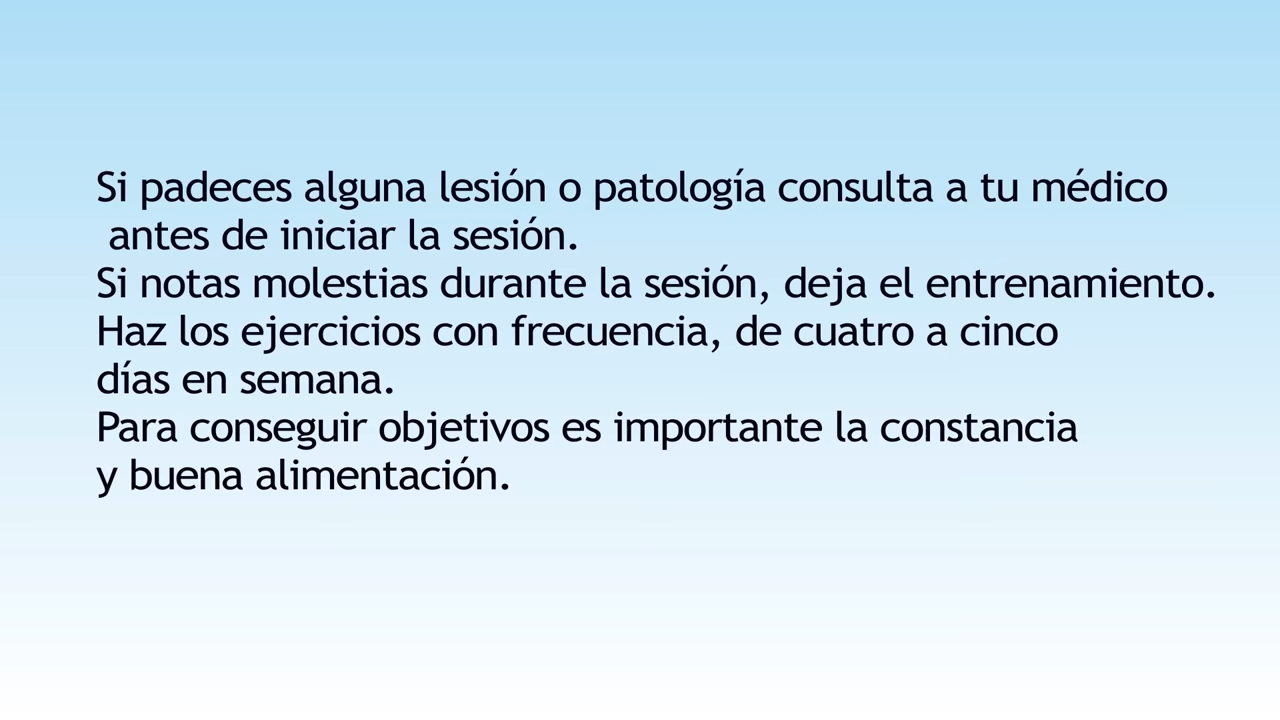 Si padeces alguna lesión o patología consulta a tu médico
antes de iniciar la sesión.
Si notas molestias durante la sesión, deja el entrenamiento.
Haz los ejercicios con frecuencia, de cuatro a cinco
días en semana.
Para conseguir objetivos es importante la constancia
y buena alimentación.